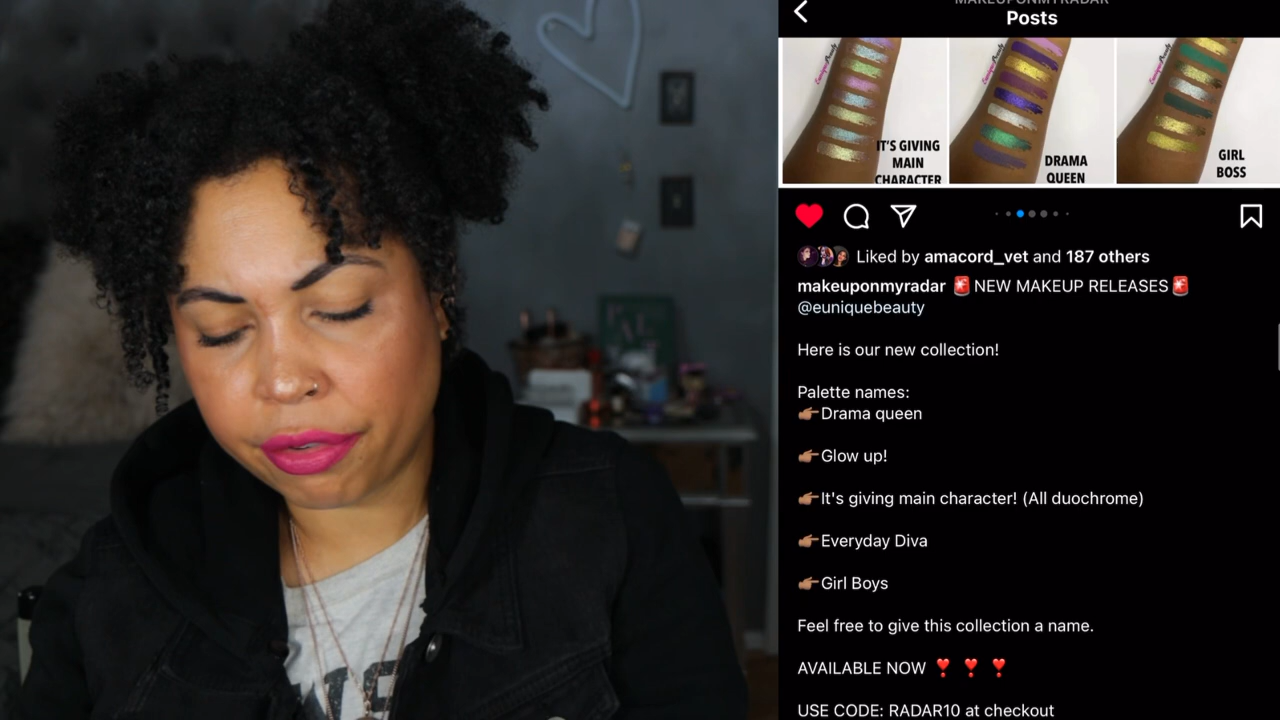 MAKEUPONMYRADAR
Posts
IT'S GIVING
MAIN
CHARACTER
DRAMA
QUEEN
GIRL
BOSS
Liked by amacord_vet and 187 others
makeuponmyradar 🚨NEW MAKEUP RELEASES🚨
@euniquebeauty
Here is our new collection!
Palette names:
👉🏽Drama queen
👉🏽Glow up!
👉🏽It's giving main character! (All duochrome)
👉🏽Everyday Diva
👉🏽Girl Boys
Feel free to give this collection a name.
AVAILABLE NOW ❣️ ❣️ ❣️
USE CODE: RADAR10 at checkout